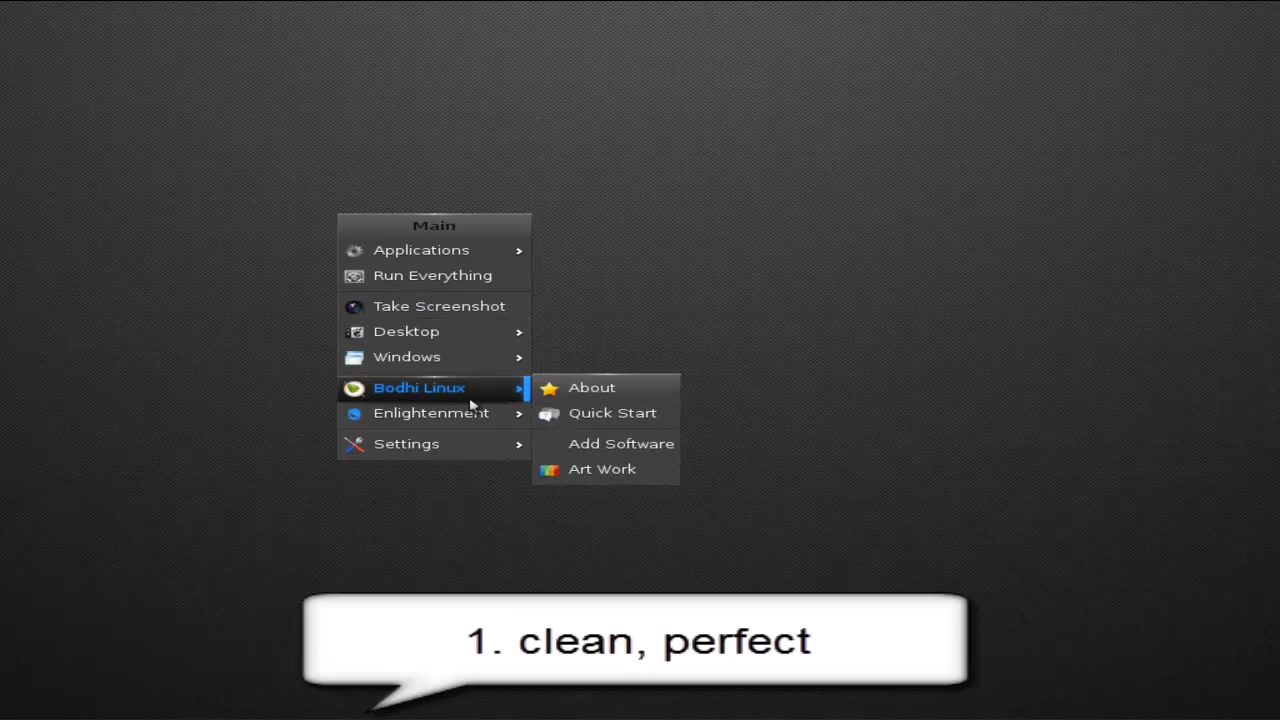 Main
Applications
Run Everything
Take Screenshot
Desktop
Windows
Bodhi Linux
Enlightenment
Settings
About
Quick Start
Add Software
Art Work
1. clean, perfect